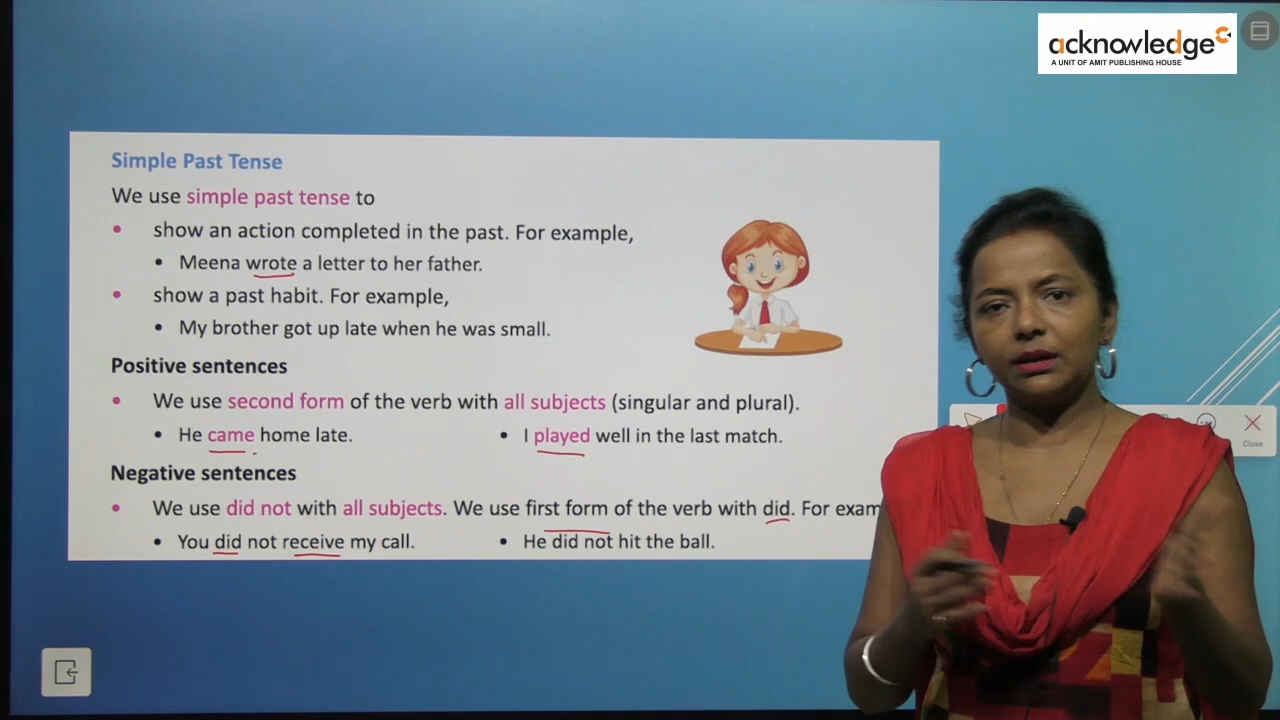 acknowledge
A UNIT OF AMIT PUBLISHING HOUSE
Simple Past Tense
We use simple past tense to
• show an action completed in the past. For example,
• Meena wrote a letter to her father.
• show a past habit. For example,
• My brother got up late when he was small.
Positive sentences
• We use second form of the verb with all subjects (singular and plural).
• He came home late. • I played well in the last match.
Negative sentences
• We use did not with all subjects. We use first form of the verb with did. For exam
• You did not receive my call. • He did not hit the ball.
Close